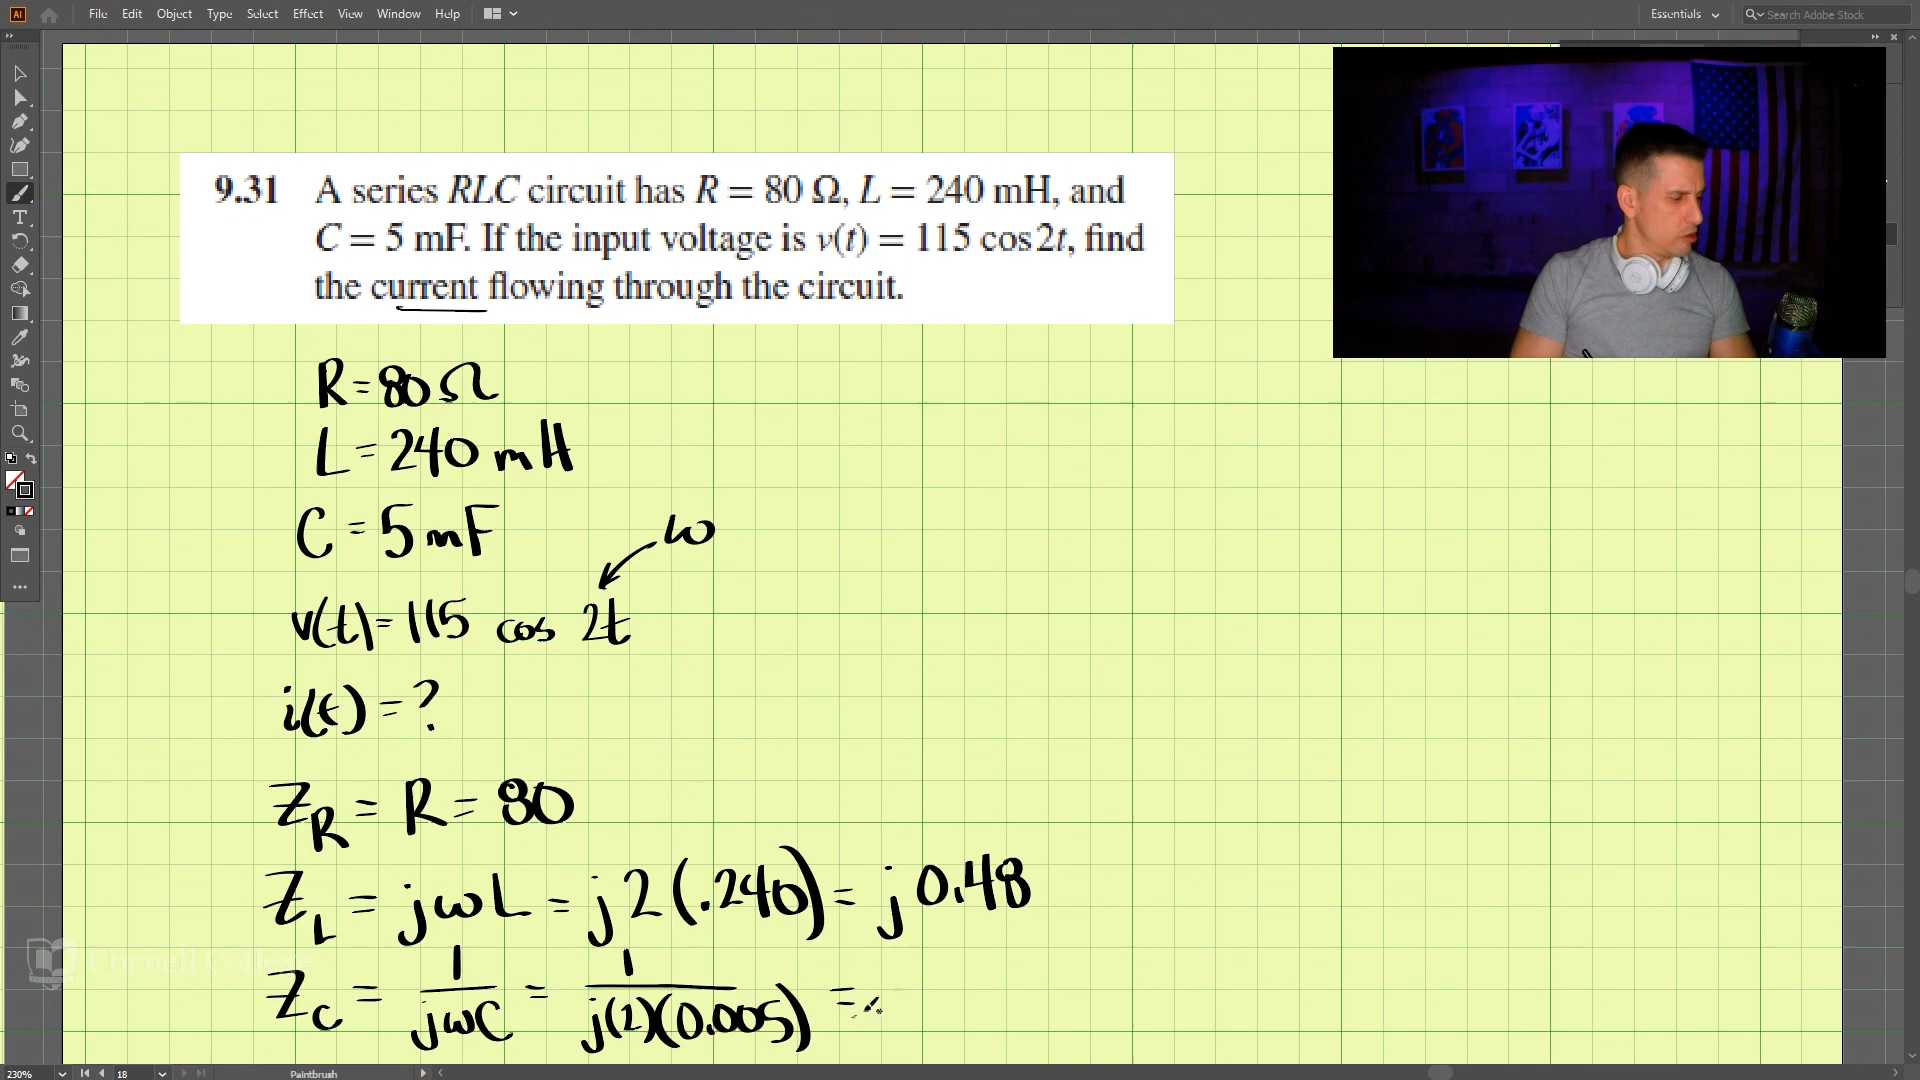 Ai File Edit Object Type Select Effect View Window Help
Essentials Search Adobe Stock
9.31 A series RLC circuit has R = 80 Ω, L = 240 mH, and
C = 5 mF. If the input voltage is v(t) = 115 cos 2t, find
the current flowing through the circuit.
R = 80 Ω
L = 240 mH
C = 5 mF
ω
v(t) = 115 cos 2t
i(t) = ?
Z_R = R = 80
Z_L = jωL = j2(.240) = j0.48
Cornell College
Z_C = 1/jωC = 1/j(2)(0.005) =
230% 18 Paintbrush